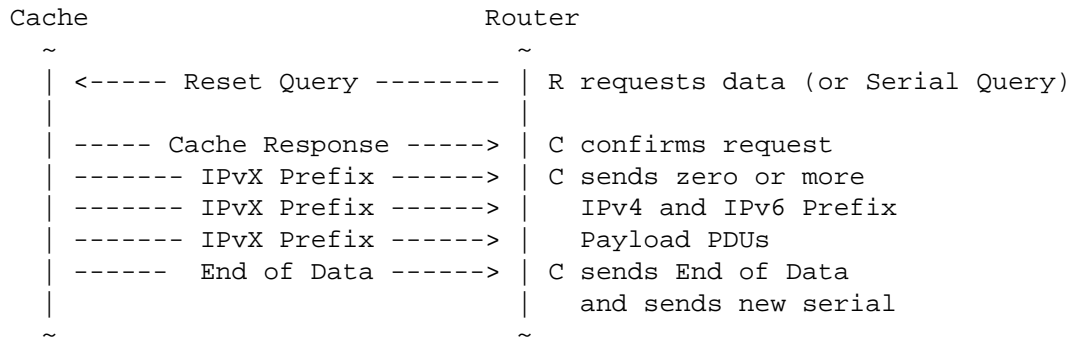 Cache                            Router
  ~                                ~
  | <----- Reset Query -------- | R requests data (or Serial Query)
  |                             |
  | ----- Cache Response -----> | C confirms request
  | ------- IPvX Prefix ------> | C sends zero or more
  | ------- IPvX Prefix ------> |   IPv4 and IPv6 Prefix
  | ------- IPvX Prefix ------> |   Payload PDUs
  | ------  End of Data ------> | C sends End of Data
  |                             |   and sends new serial
  ~                             ~